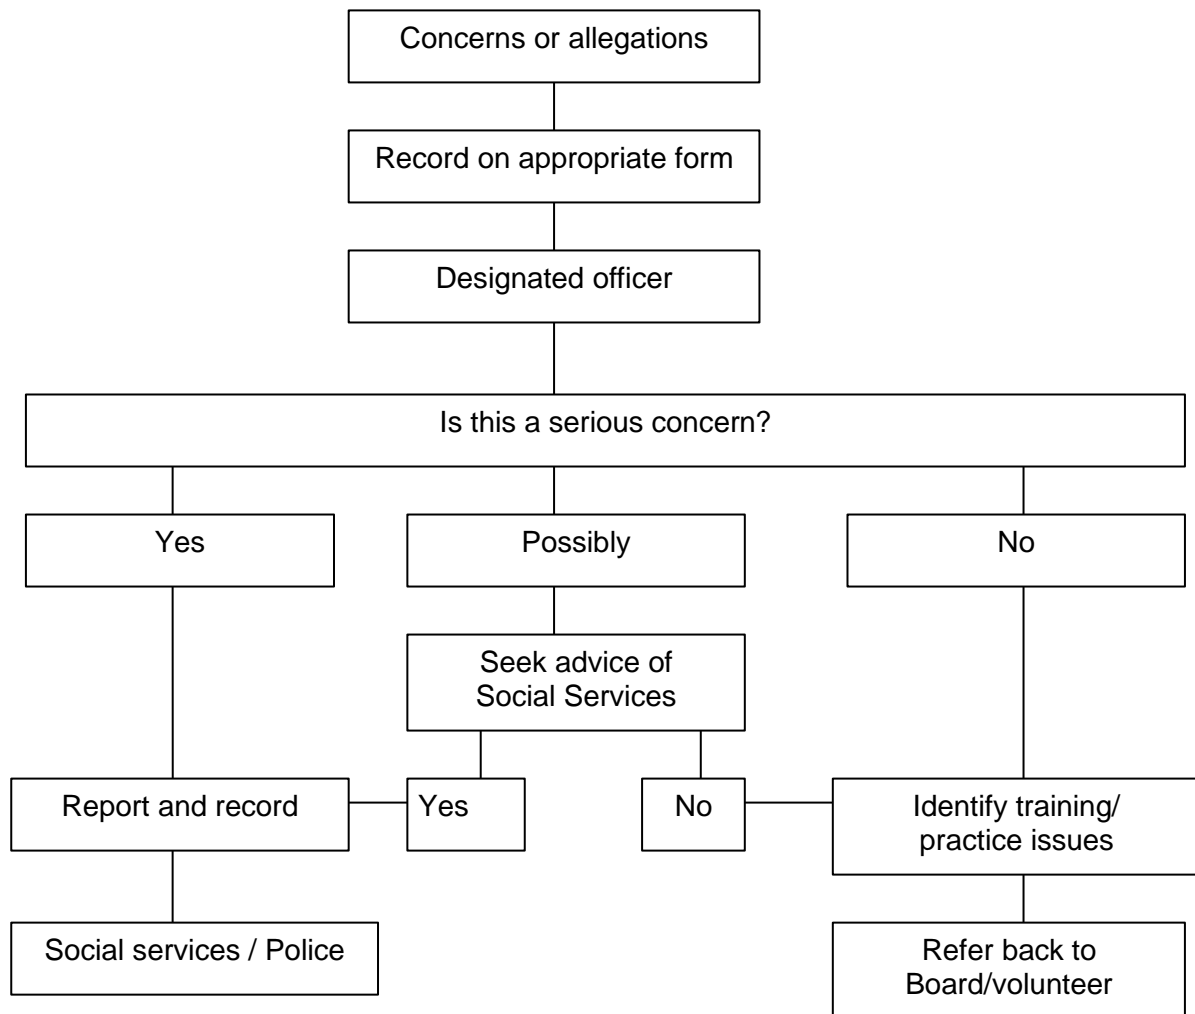 Concerns or allegations
Record on appropriate form
Designated officer
Is this a serious concern?
Yes
Possibly
No
Seek advice of
Social Services
Report and record
Yes
No
Identify training/
practice issues
Social services / Police
Refer back to
Board/volunteer